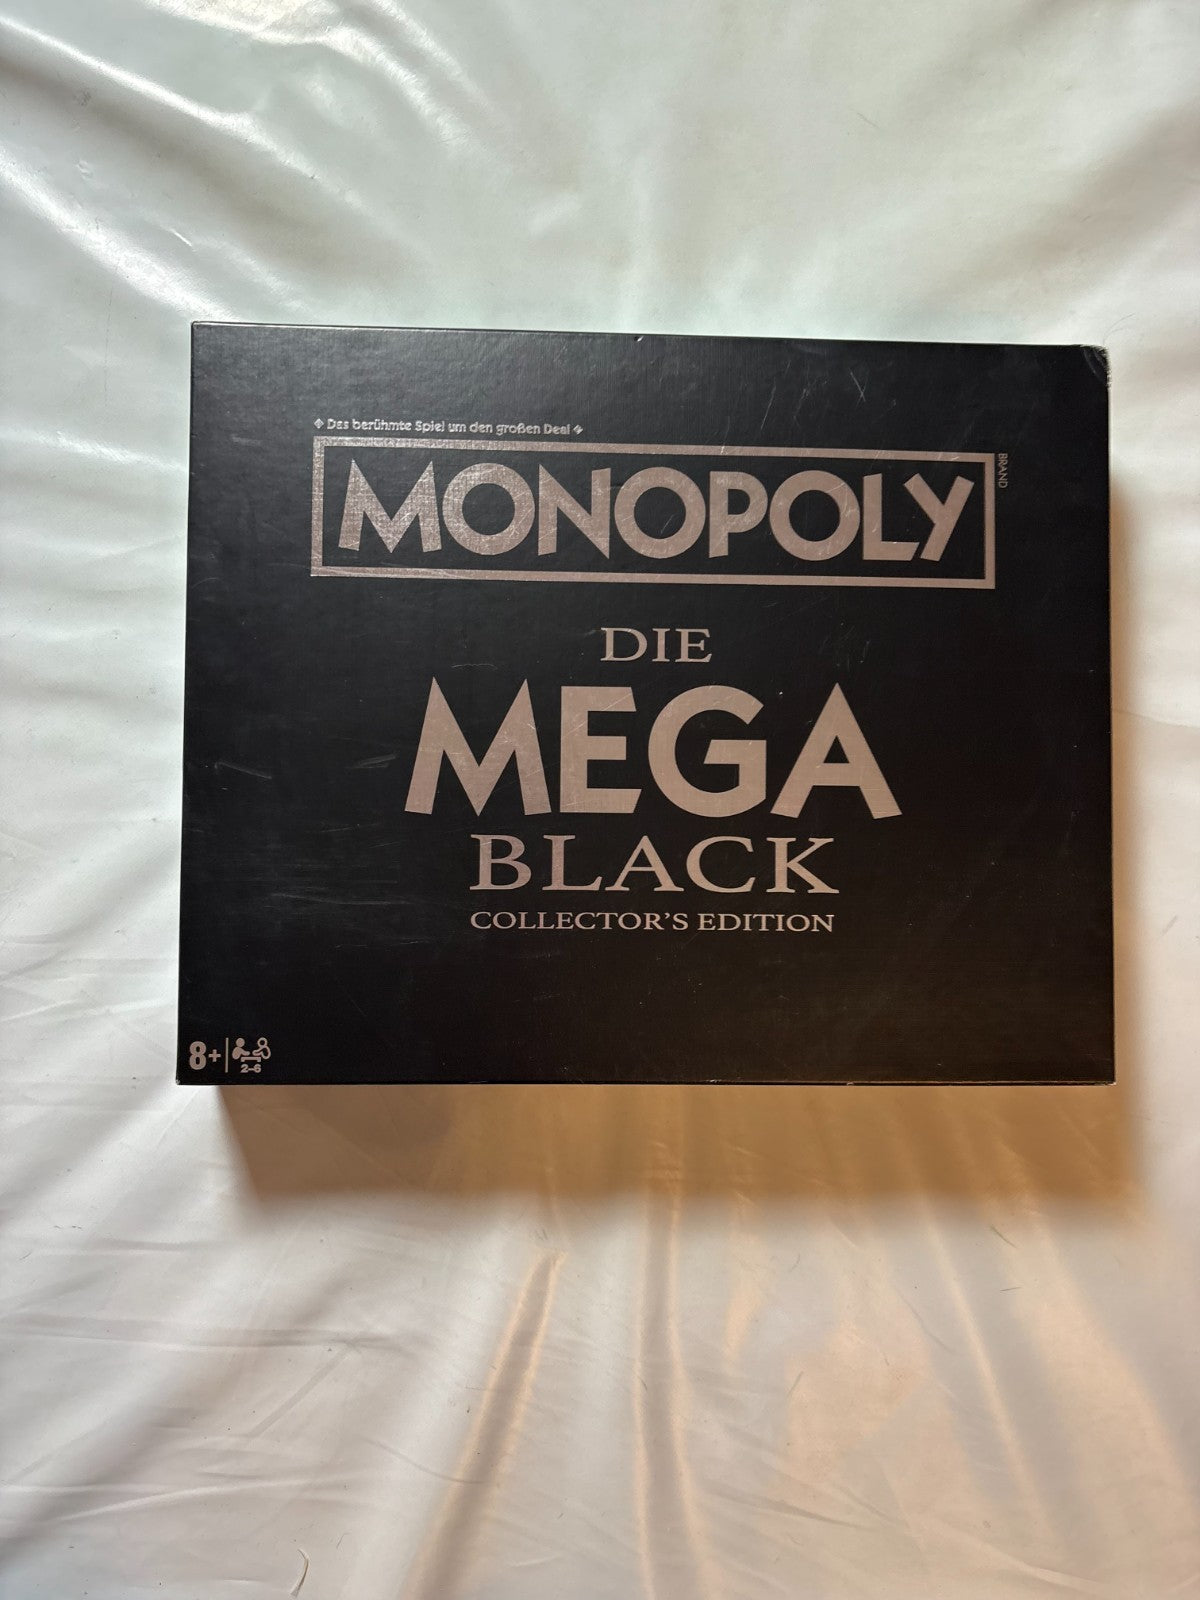 Das berühmte Spiel um den großen Deal
MONOPOLY
BRAND
DIE
MEGA
BLACK
COLLECTOR'S EDITION
8+
2-6